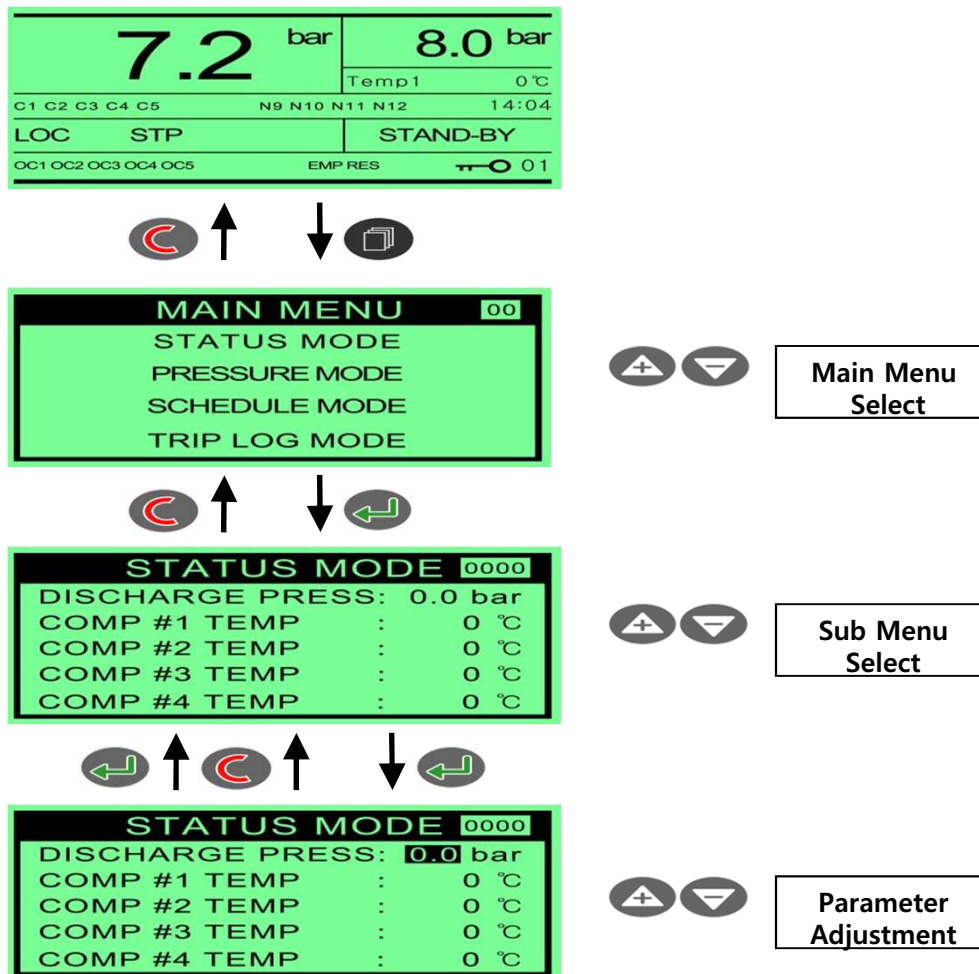 7.2 bar 8.0 bar
Temp1 0℃
C1 C2 C3 C4 C5 N9 N10 N11 N12 14:04
LOC STP STAND-BY
OC1 OC2 OC3 OC4 OC5 EMP RES 01
MAIN MENU 00
STATUS MODE
PRESSURE MODE
SCHEDULE MODE
TRIP LOG MODE
Main Menu
Select
STATUS MODE 0000
DISCHARGE PRESS: 0.0 bar
COMP #1 TEMP : 0 ℃
COMP #2 TEMP : 0 ℃
COMP #3 TEMP : 0 ℃
COMP #4 TEMP : 0 ℃
Sub Menu
Select
STATUS MODE 0000
DISCHARGE PRESS: 0.0 bar
COMP #1 TEMP : 0 ℃
COMP #2 TEMP : 0 ℃
COMP #3 TEMP : 0 ℃
COMP #4 TEMP : 0 ℃
Parameter
Adjustment